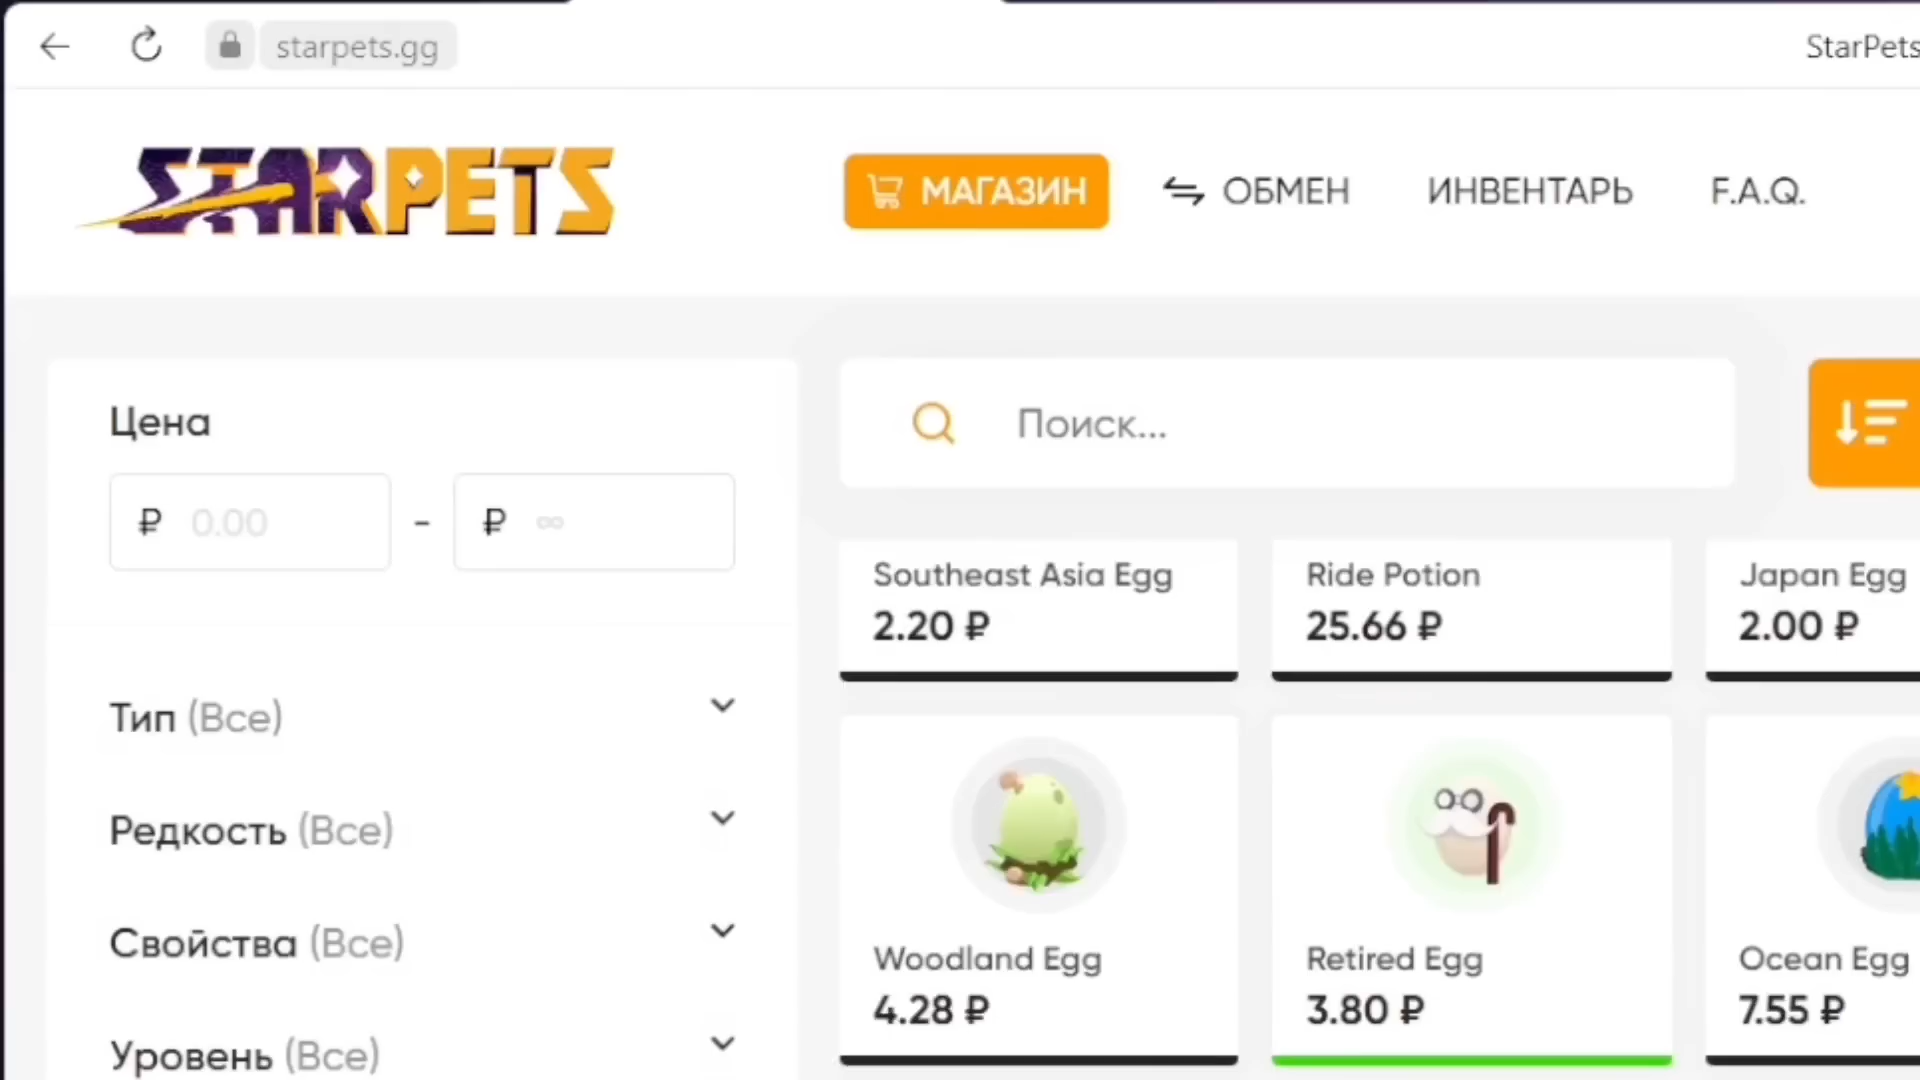 starpets.gg
StarPets
STARPETS
МАГАЗИН
ОБМЕН
ИНВЕНТАРЬ
F.A.Q.
Цена
₽ 0.00 - ₽ ∞
Поиск...
Тип (Все)
Редкость (Все)
Свойства (Все)
Уровень (Все)
Southeast Asia Egg
2.20 ₽
Ride Potion
25.66 ₽
Japan Egg
2.00 ₽
Woodland Egg
4.28 ₽
Retired Egg
3.80 ₽
Ocean Egg
7.55 ₽